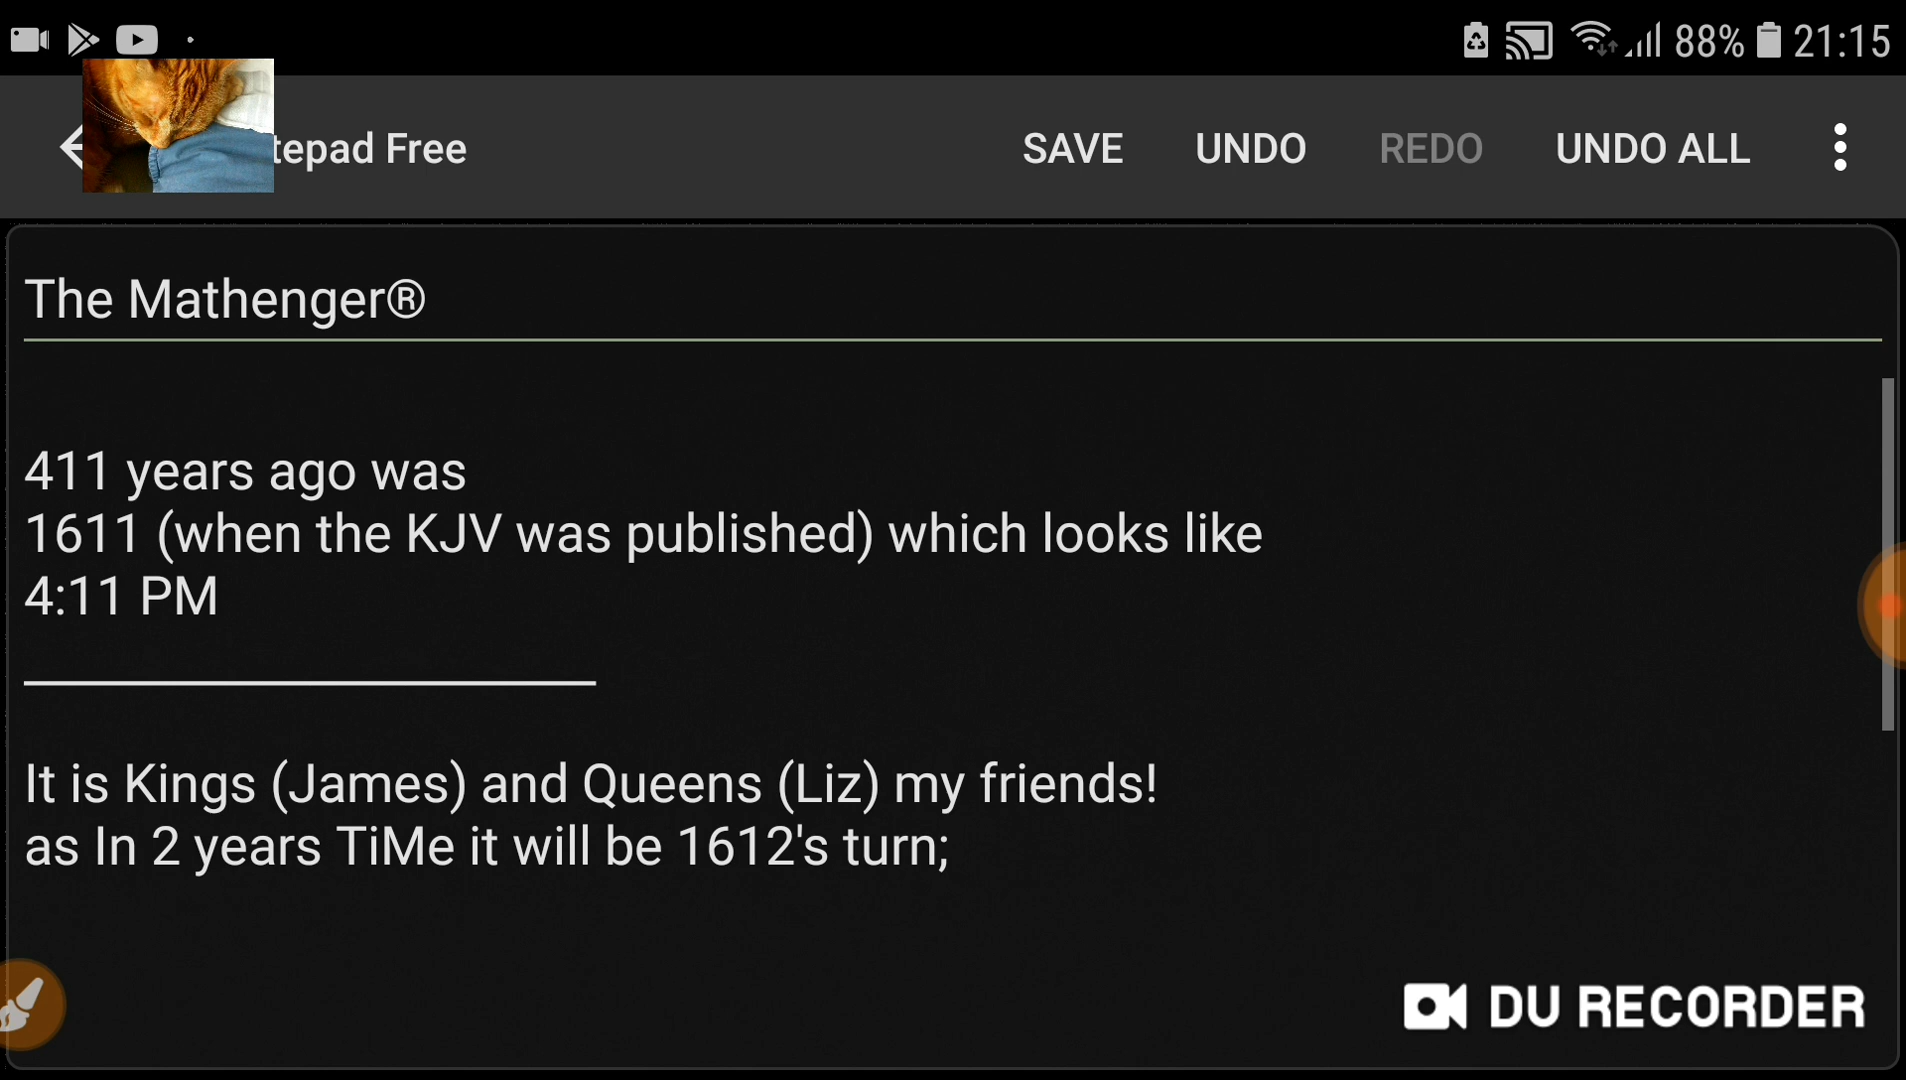 88% 21:15
tepad Free SAVE UNDO REDO UNDO ALL
The Mathenger®
411 years ago was
1611 (when the KJV was published) which looks like
4:11 PM
It is Kings (James) and Queens (Liz) my friends!
as In 2 years TiMe it will be 1612's turn;
DU RECORDER